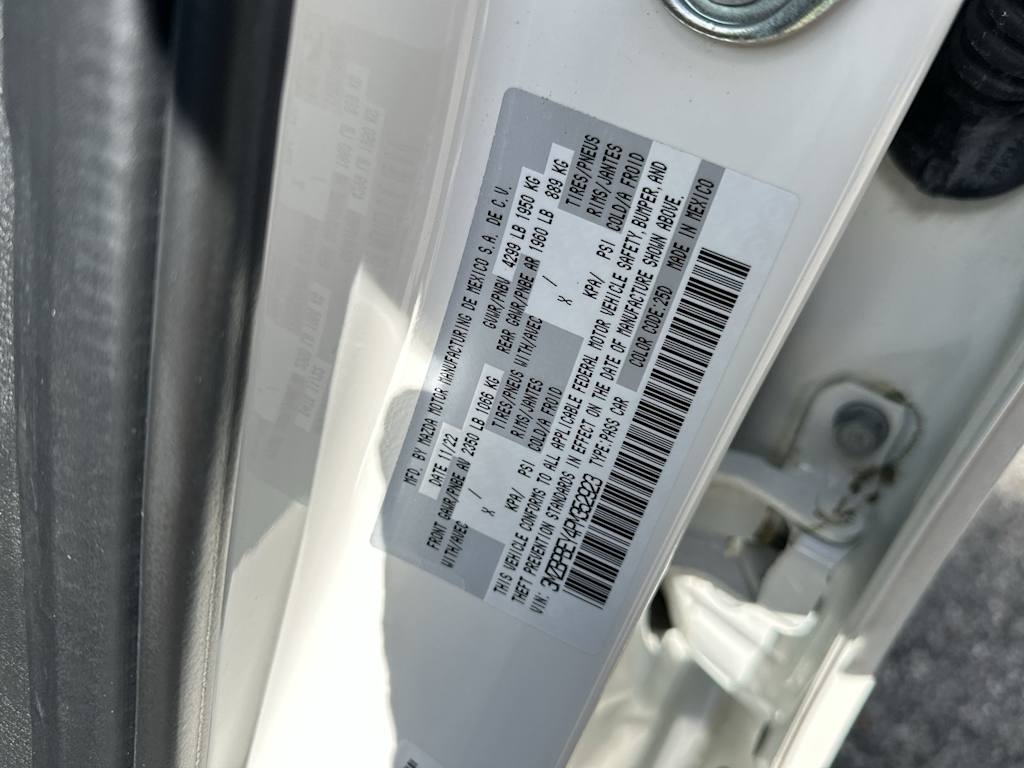 MFD. BY MAZDA MOTOR MANUFACTURING DE MEXICO S.A. DE C.V.
DATE 11/22 GVWR/PNBV 4299 LB 1950 KG
FRONT GAWR/PNBE AV 2350 LB 1066 KG REAR GAWR/PNBE AR 1960 LB 889 KG
WITH/AVEC X / TIRES/PNEUS WITH/AVEC X / TIRES/PNEUS
RIMS/JANTES RIMS/JANTES
KPA/ PSI COLD/A FROID KPA/ PSI COLD/A FROID
THIS VEHICLE CONFORMS TO ALL APPLICABLE FEDERAL MOTOR VEHICLE SAFETY,BUMPER,AND
THEFT PREVENTION STANDARDS IN EFFECT ON THE DATE OF MANUFACTURE SHOWN ABOVE.
VIN: TYPE:PASS CAR COLOR CODE:25D MADE IN MEXICO